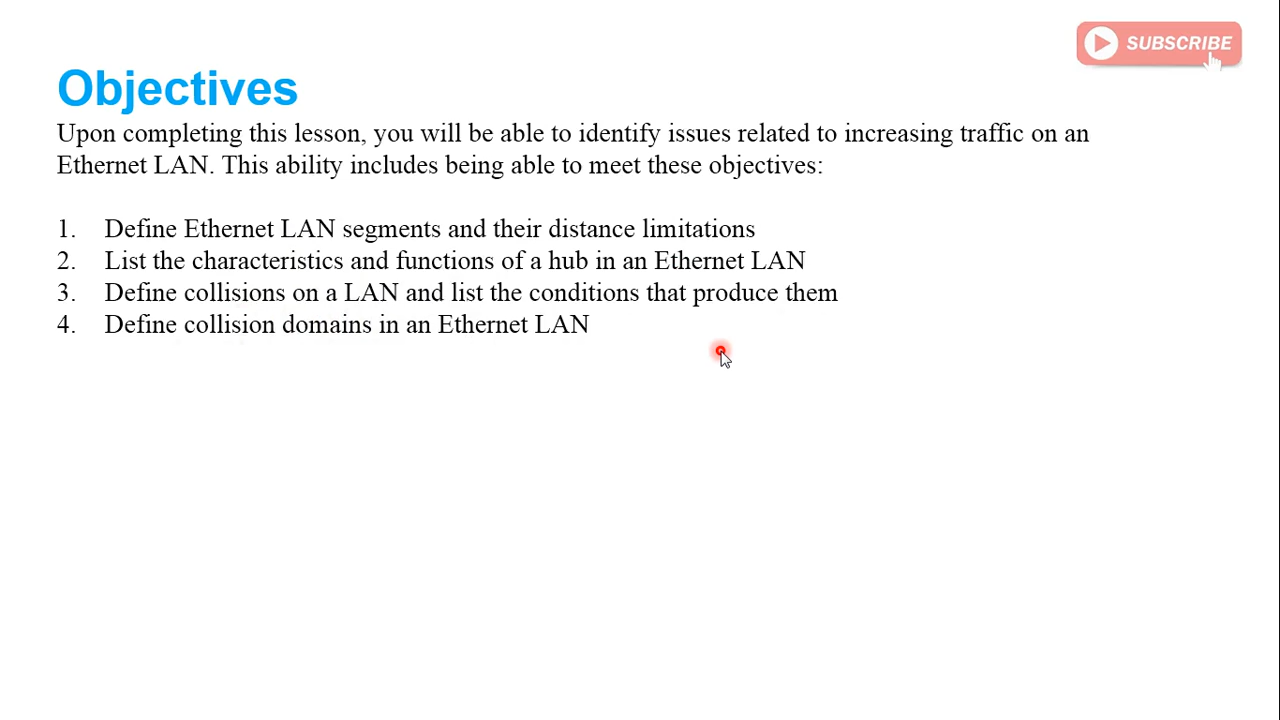 SUBSCRIBE
Objectives
Upon completing this lesson, you will be able to identify issues related to increasing traffic on an
Ethernet LAN. This ability includes being able to meet these objectives:
1. Define Ethernet LAN segments and their distance limitations
2. List the characteristics and functions of a hub in an Ethernet LAN
3. Define collisions on a LAN and list the conditions that produce them
4. Define collision domains in an Ethernet LAN